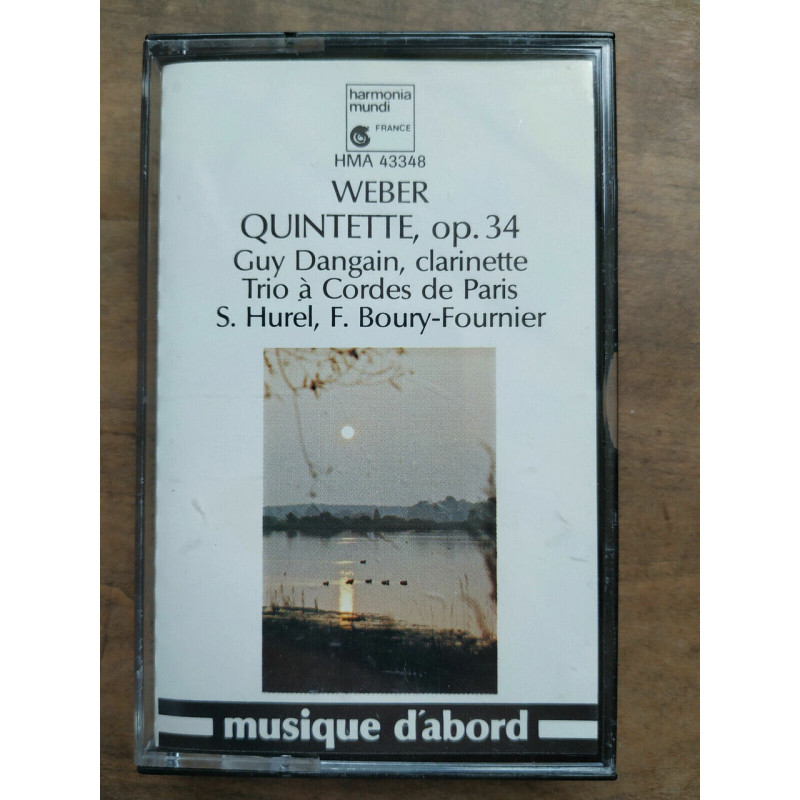 harmonia
mundi
FRANCE
HMA 43348
WEBER
QUINTETTE, op. 34
Guy Dangain, clarinette
Trio à Cordes de Paris
S. Hurel, F. Boury-Fournier
musique d'abord